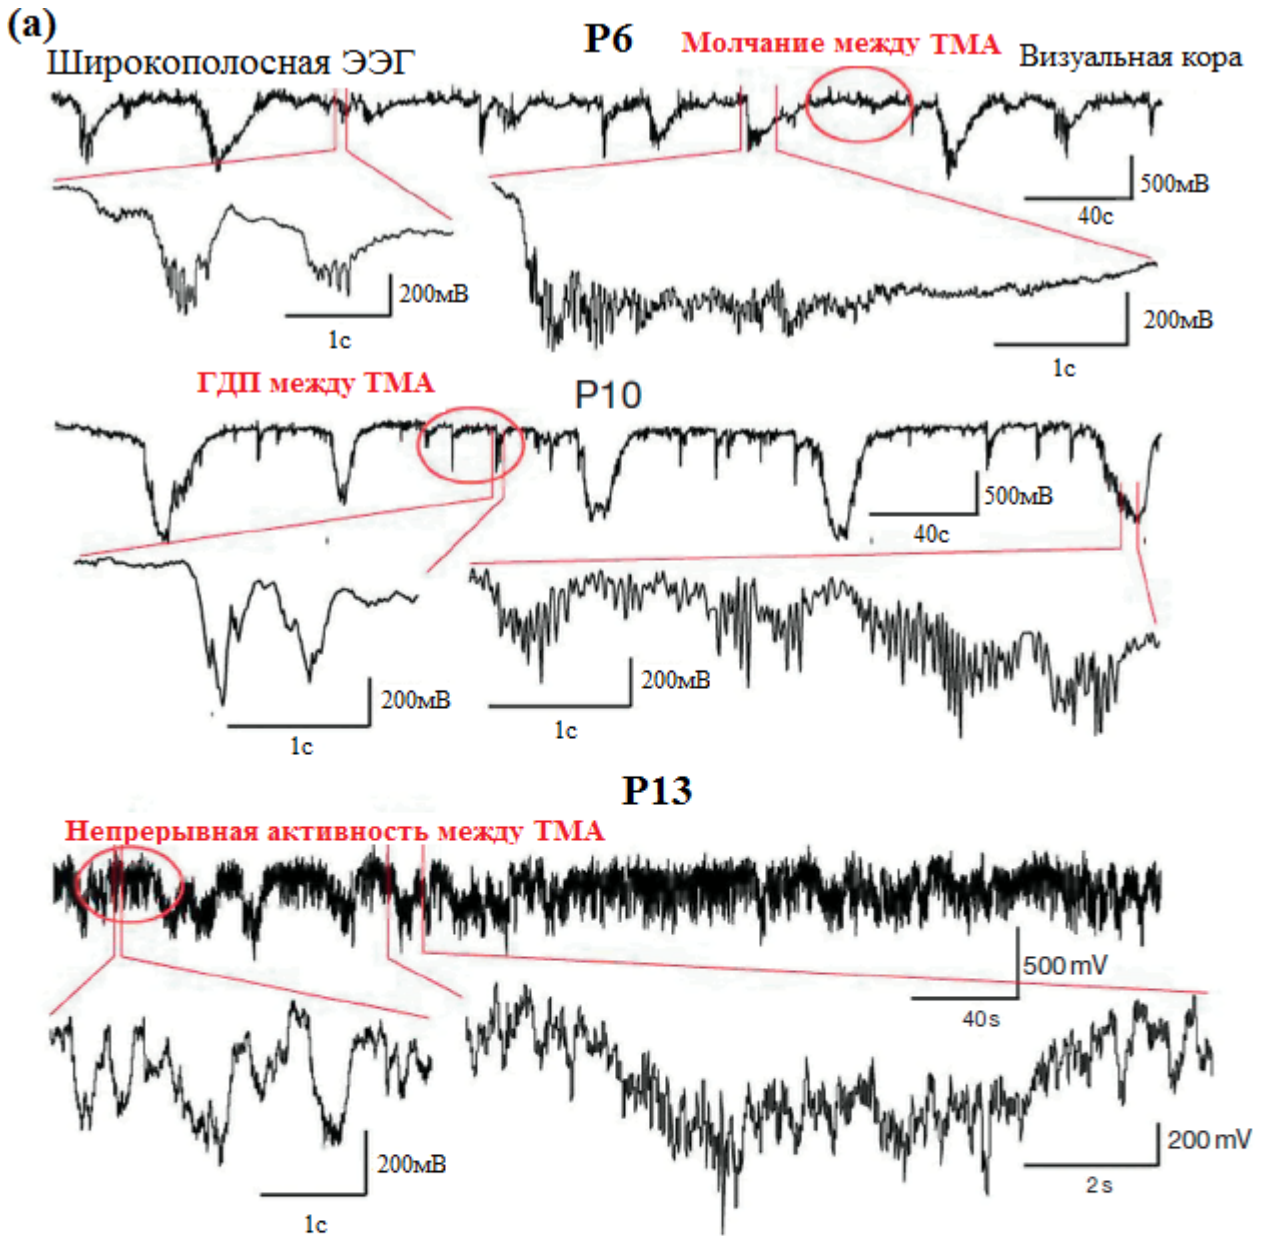 (a)
P6
Молчание между ТМА
Широкополосная ЭЭГ
Визуальная кора
500мВ
40с
200мВ
1с
200мВ
1с
ГДП между ТМА
P10
500мВ
40с
200мВ
1с
200мВ
1с
P13
Непрерывная активность между ТМА
500 mV
40 s
200мВ
1с
200 mV
2 s